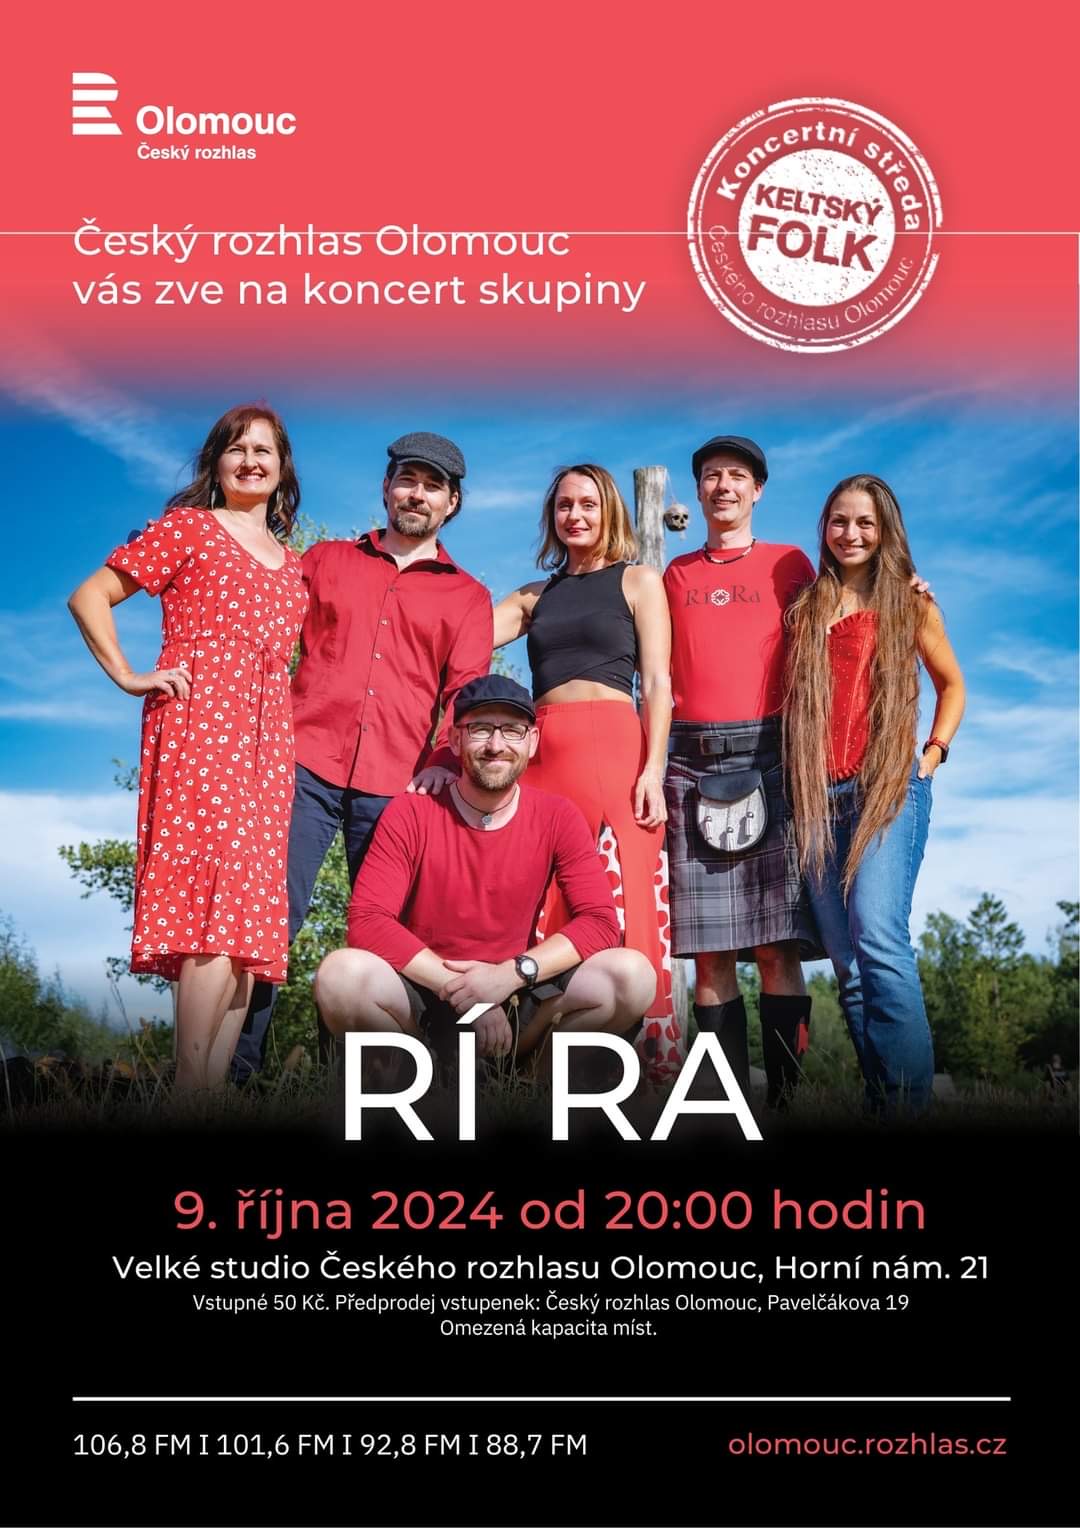 Olomouc
Český rozhlas
Koncertní středa
KELTSKÝ
FOLK
Českého rozhlasu Olomouc
Český rozhlas Olomouc
vás zve na koncert skupiny
Rí Ra
RÍ RA
9. října 2024 od 20:00 hodin
Velké studio Českého rozhlasu Olomouc, Horní nám. 21
Vstupné 50 Kč. Předprodej vstupenek: Český rozhlas Olomouc, Pavelčákova 19
Omezená kapacita míst.
106,8 FM I 101,6 FM I 92,8 FM I 88,7 FM
olomouc.rozhlas.cz